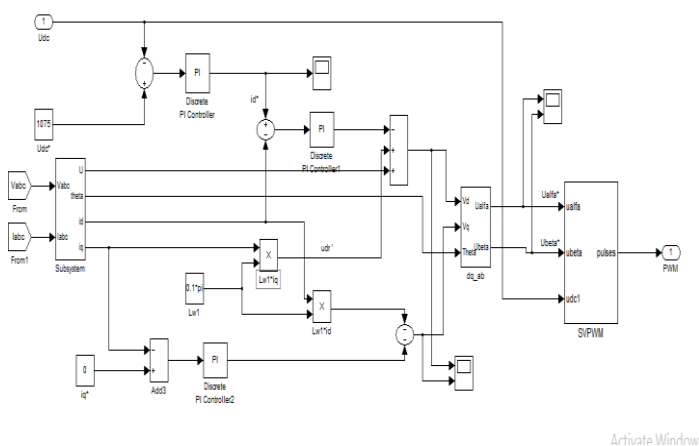 1
Udc
PI
Discrete
PI Controller
id*
1075
Udc*
PI
Discrete
PI Controller1
Vabc
From
Iabc
From1
Vabc
Iabc
U
theta
id
iq
Subsystem
X
Lw1*iq
udr'
0.1*pi
Lw1
X
Lw1*id
0
iq*
Add3
PI
Discrete
PI Controller2
Vd
Vq
Theta
Ualfa
Ubeta
dq_ab
Ualfa*
Ubeta*
ualfa
ubeta
udc1
pulses
SVPWM
1
PWM
Activate Window